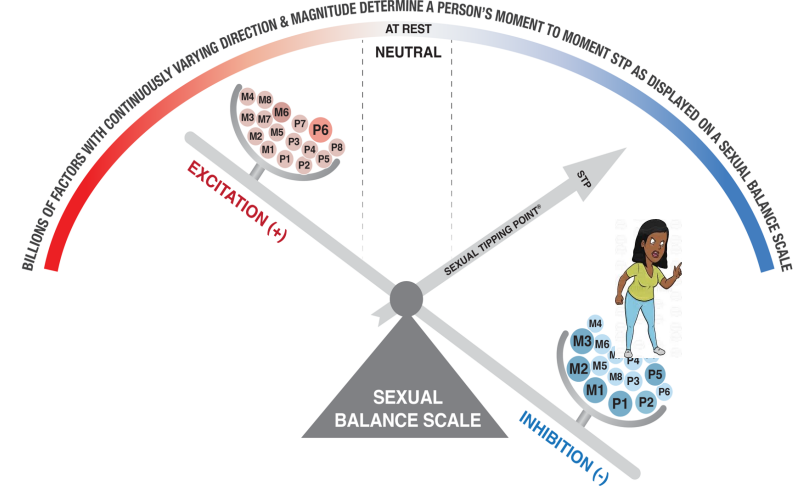 BILLIONS OF FACTORS WITH CONTINUOUSLY VARYING DIRECTION & MAGNITUDE DETERMINE A PERSON'S MOMENT TO MOMENT STP AS DISPLAYED ON A SEXUAL BALANCE SCALE
AT REST
NEUTRAL
M4 M8
M3 M7 M6 P7 P6
M2 M5 P3 P4 P8
M1 P1 P2 P5
EXCITATION (+)
STP
SEXUAL TIPPING POINT®
M4
M3 M6 P4
M2 M5 M8 P3 P5
M1 P1 P2 P6
SEXUAL
BALANCE SCALE
INHIBITION (-)